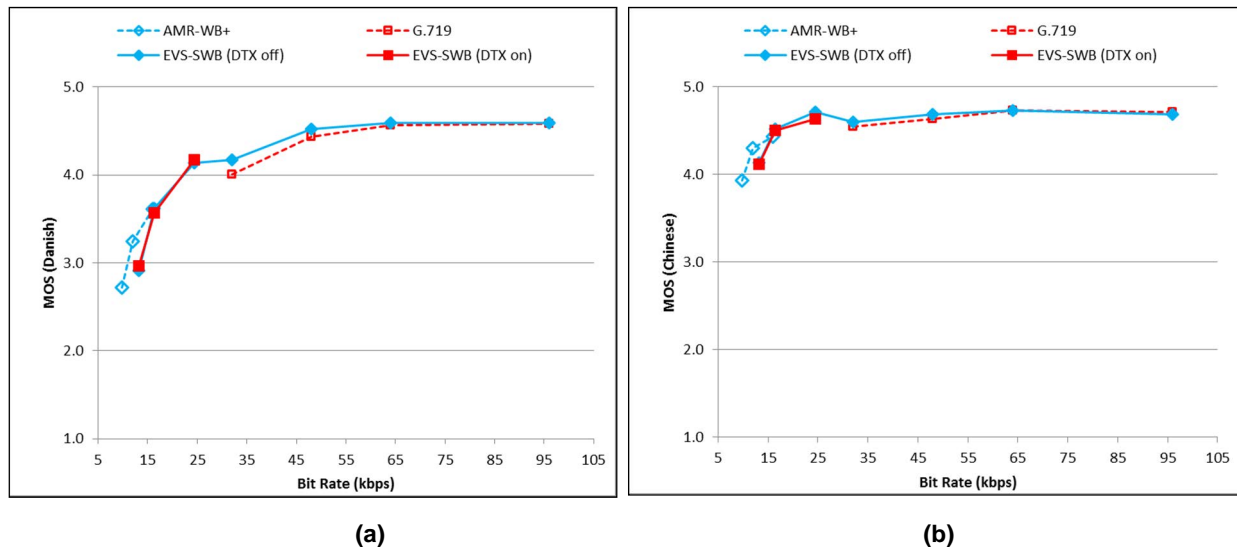 AMR-WB+ G.719
EVS-SWB (DTX off) EVS-SWB (DTX on)
5.0
4.0
3.0
2.0
1.0
MOS (Danish)
5 15 25 35 45 55 65 75 85 95 105
Bit Rate (kbps)
(a)
AMR-WB+ G.719
EVS-SWB (DTX off) EVS-SWB (DTX on)
5.0
4.0
3.0
2.0
1.0
MOS (Chinese)
5 15 25 35 45 55 65 75 85 95 105
Bit Rate (kbps)
(b)